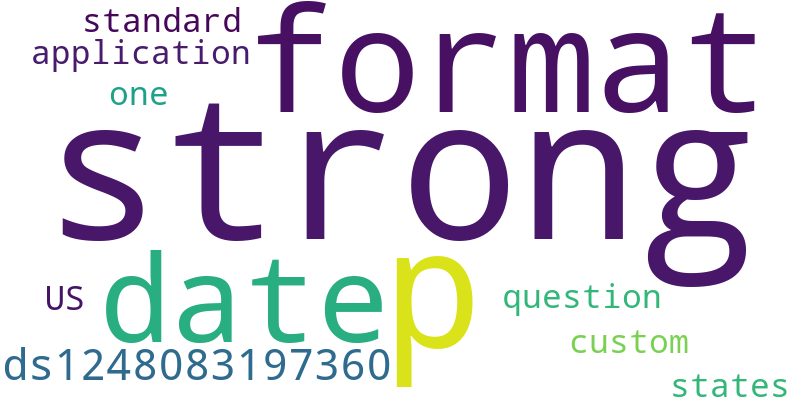 standard
format
application
one
strong
date
p
US
question
custom
ds1248083197360
states